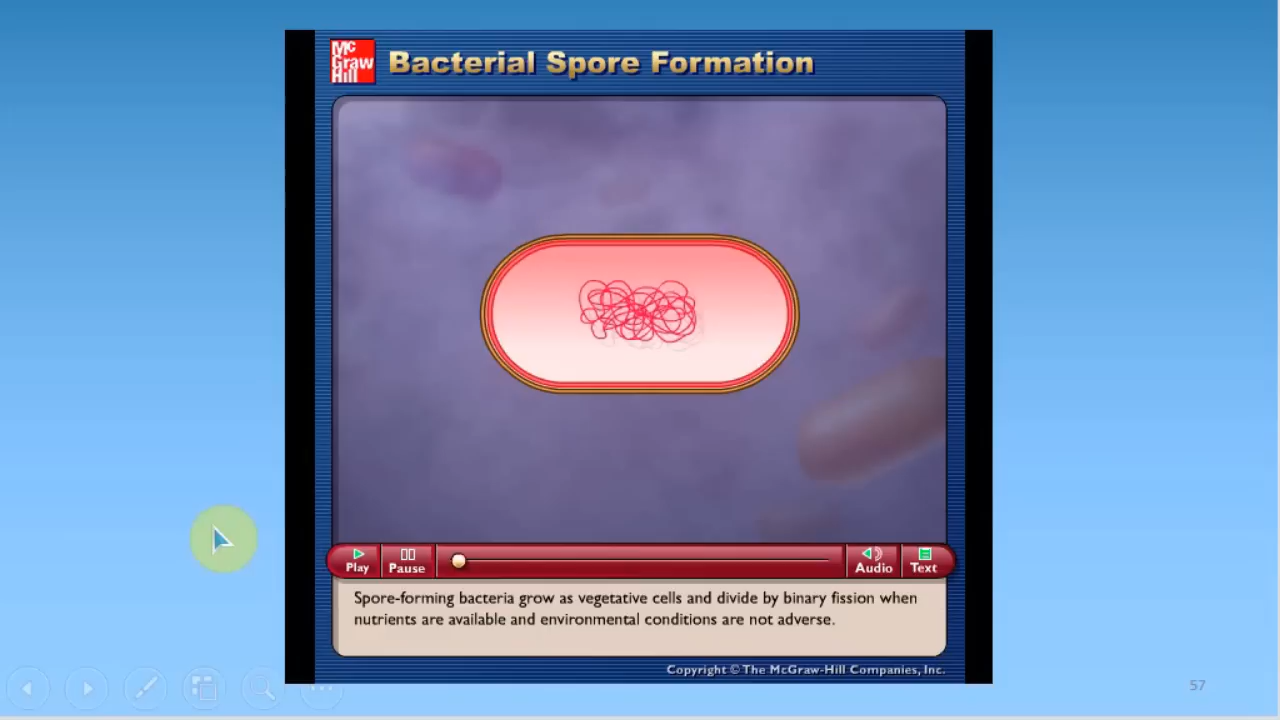 Mc
Graw
Hill
Bacterial Spore Formation
Play
Pause
Audio
Text
Spore-forming bacteria grow as vegetative cells and divide by binary fission when
nutrients are available and environmental conditions are not adverse.
Copyright © The McGraw-Hill Companies, Inc.
57